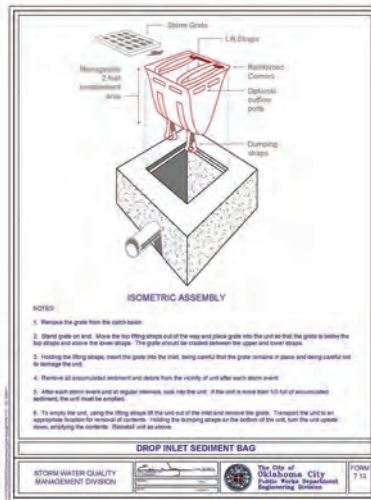 Storm Grate
Lift Straps
Manageable
2 foot
containment
area
Reinforced
Corners
Optional
outflow
ports
Dumping
straps
ISOMETRIC ASSEMBLY
NOTES:
1. Remove the grate from the catch basin.
2. Stand grate on end. Move the top lifting straps out of the way and place grate into the unit so that the grate is below the
top straps and above the lower straps. The grate should be cradled between the upper and lower straps.
3. Holding the lifting straps, insert the grate into the inlet, being careful that the grate remains in place and being careful not
to damage the unit.
4. Remove all accumulated sediment and debris from the vicinity of unit after each storm event.
5. After each storm event and at regular intervals, look into the unit. If the unit is more than 1/3 full of accumulated
sediment, the unit must be emptied.
6. To empty the unit, using the lifting straps lift the unit out of the inlet and remove the grate. Transport the unit to an
appropriate location for removal of contents. Holding the dumping straps on the bottom of the unit, turn the unit upside
down, emptying the contents. Reinstall unit as above.
DROP INLET SEDIMENT BAG
STORM WATER QUALITY
MANAGEMENT DIVISION
The City of
Oklahoma City
Public Works Department
Engineering Division
FORM